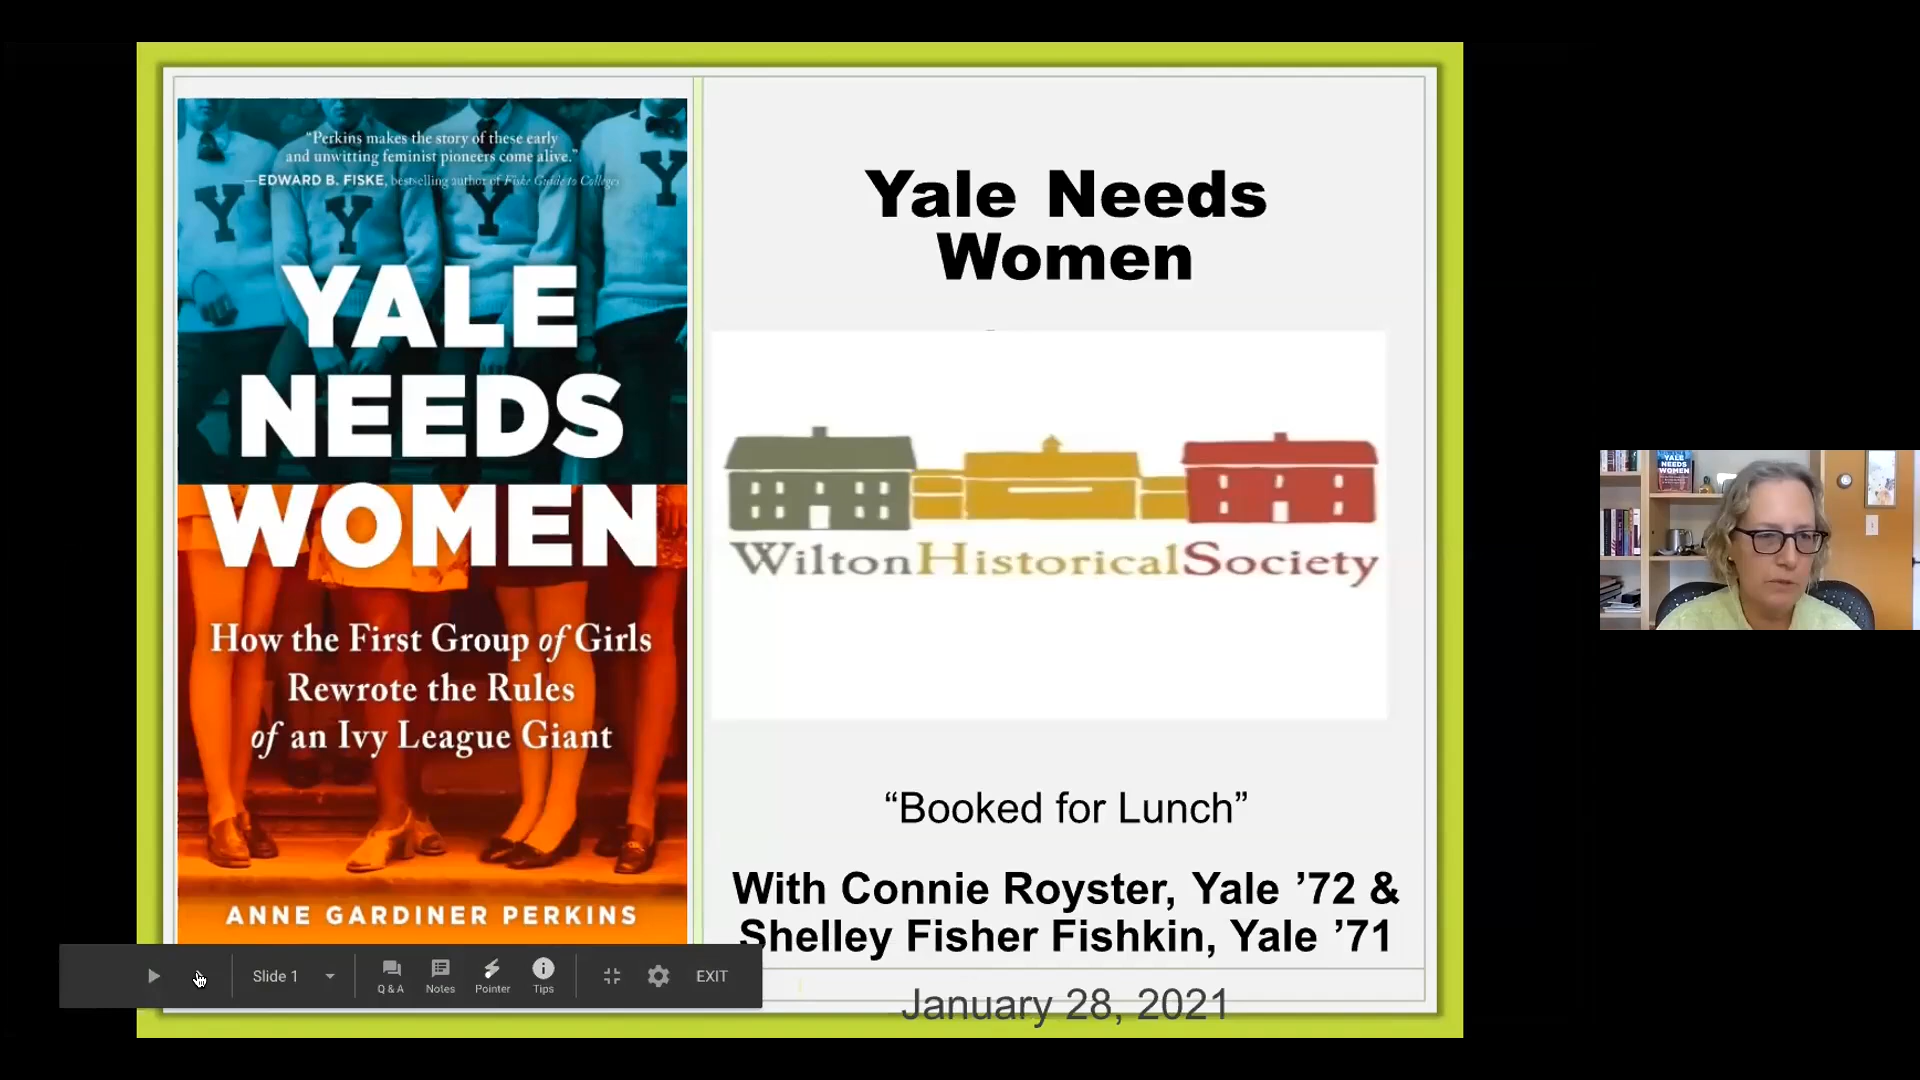 “Perkins makes the story of these early
and unwitting feminist pioneers come alive.”
—EDWARD B. FISKE, bestselling author of Fiske Guide to Colleges
Y Y Y Y
YALE
NEEDS
WOMEN
How the First Group of Girls
Rewrote the Rules
of an Ivy League Giant
ANNE GARDINER PERKINS
Yale Needs
Women
WiltonHistoricalSociety
“Booked for Lunch”
With Connie Royster, Yale ’72 &
Shelley Fisher Fishkin, Yale ’71
January 28, 2021
Slide 1
Q & A
Notes
Pointer
Tips
EXIT
YALE
NEEDS
WOMEN